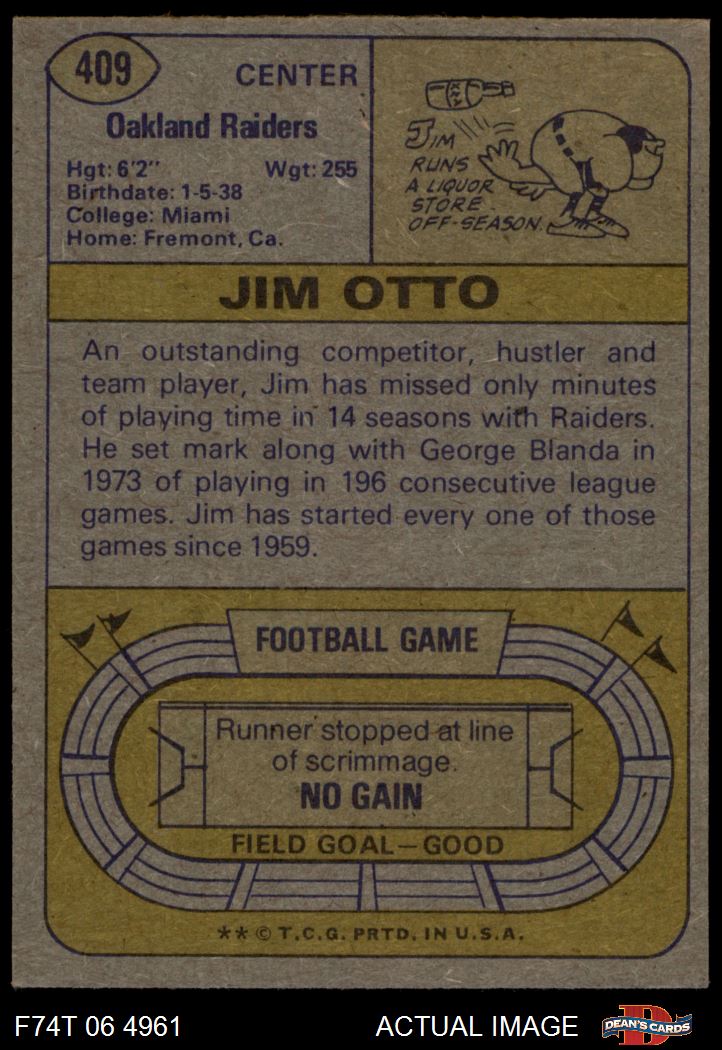 409
CENTER
Oakland Raiders
Hgt: 6'2" Wgt: 255
Birthdate: 1-5-38
College: Miami
Home: Fremont, Ca.
JIM
RUNS
A LIQUOR
STORE
OFF-SEASON.
JIM OTTO
An outstanding competitor, hustler and
team player, Jim has missed only minutes
of playing time in 14 seasons with Raiders.
He set mark along with George Blanda in
1973 of playing in 196 consecutive league
games. Jim has started every one of those
games since 1959.
FOOTBALL GAME
Runner stopped at line
of scrimmage.
NO GAIN
FIELD GOAL—GOOD
** © T.C.G. PRTD. IN U.S.A.
F74T 06 4961 ACTUAL IMAGE
D
DEAN'S CARDS